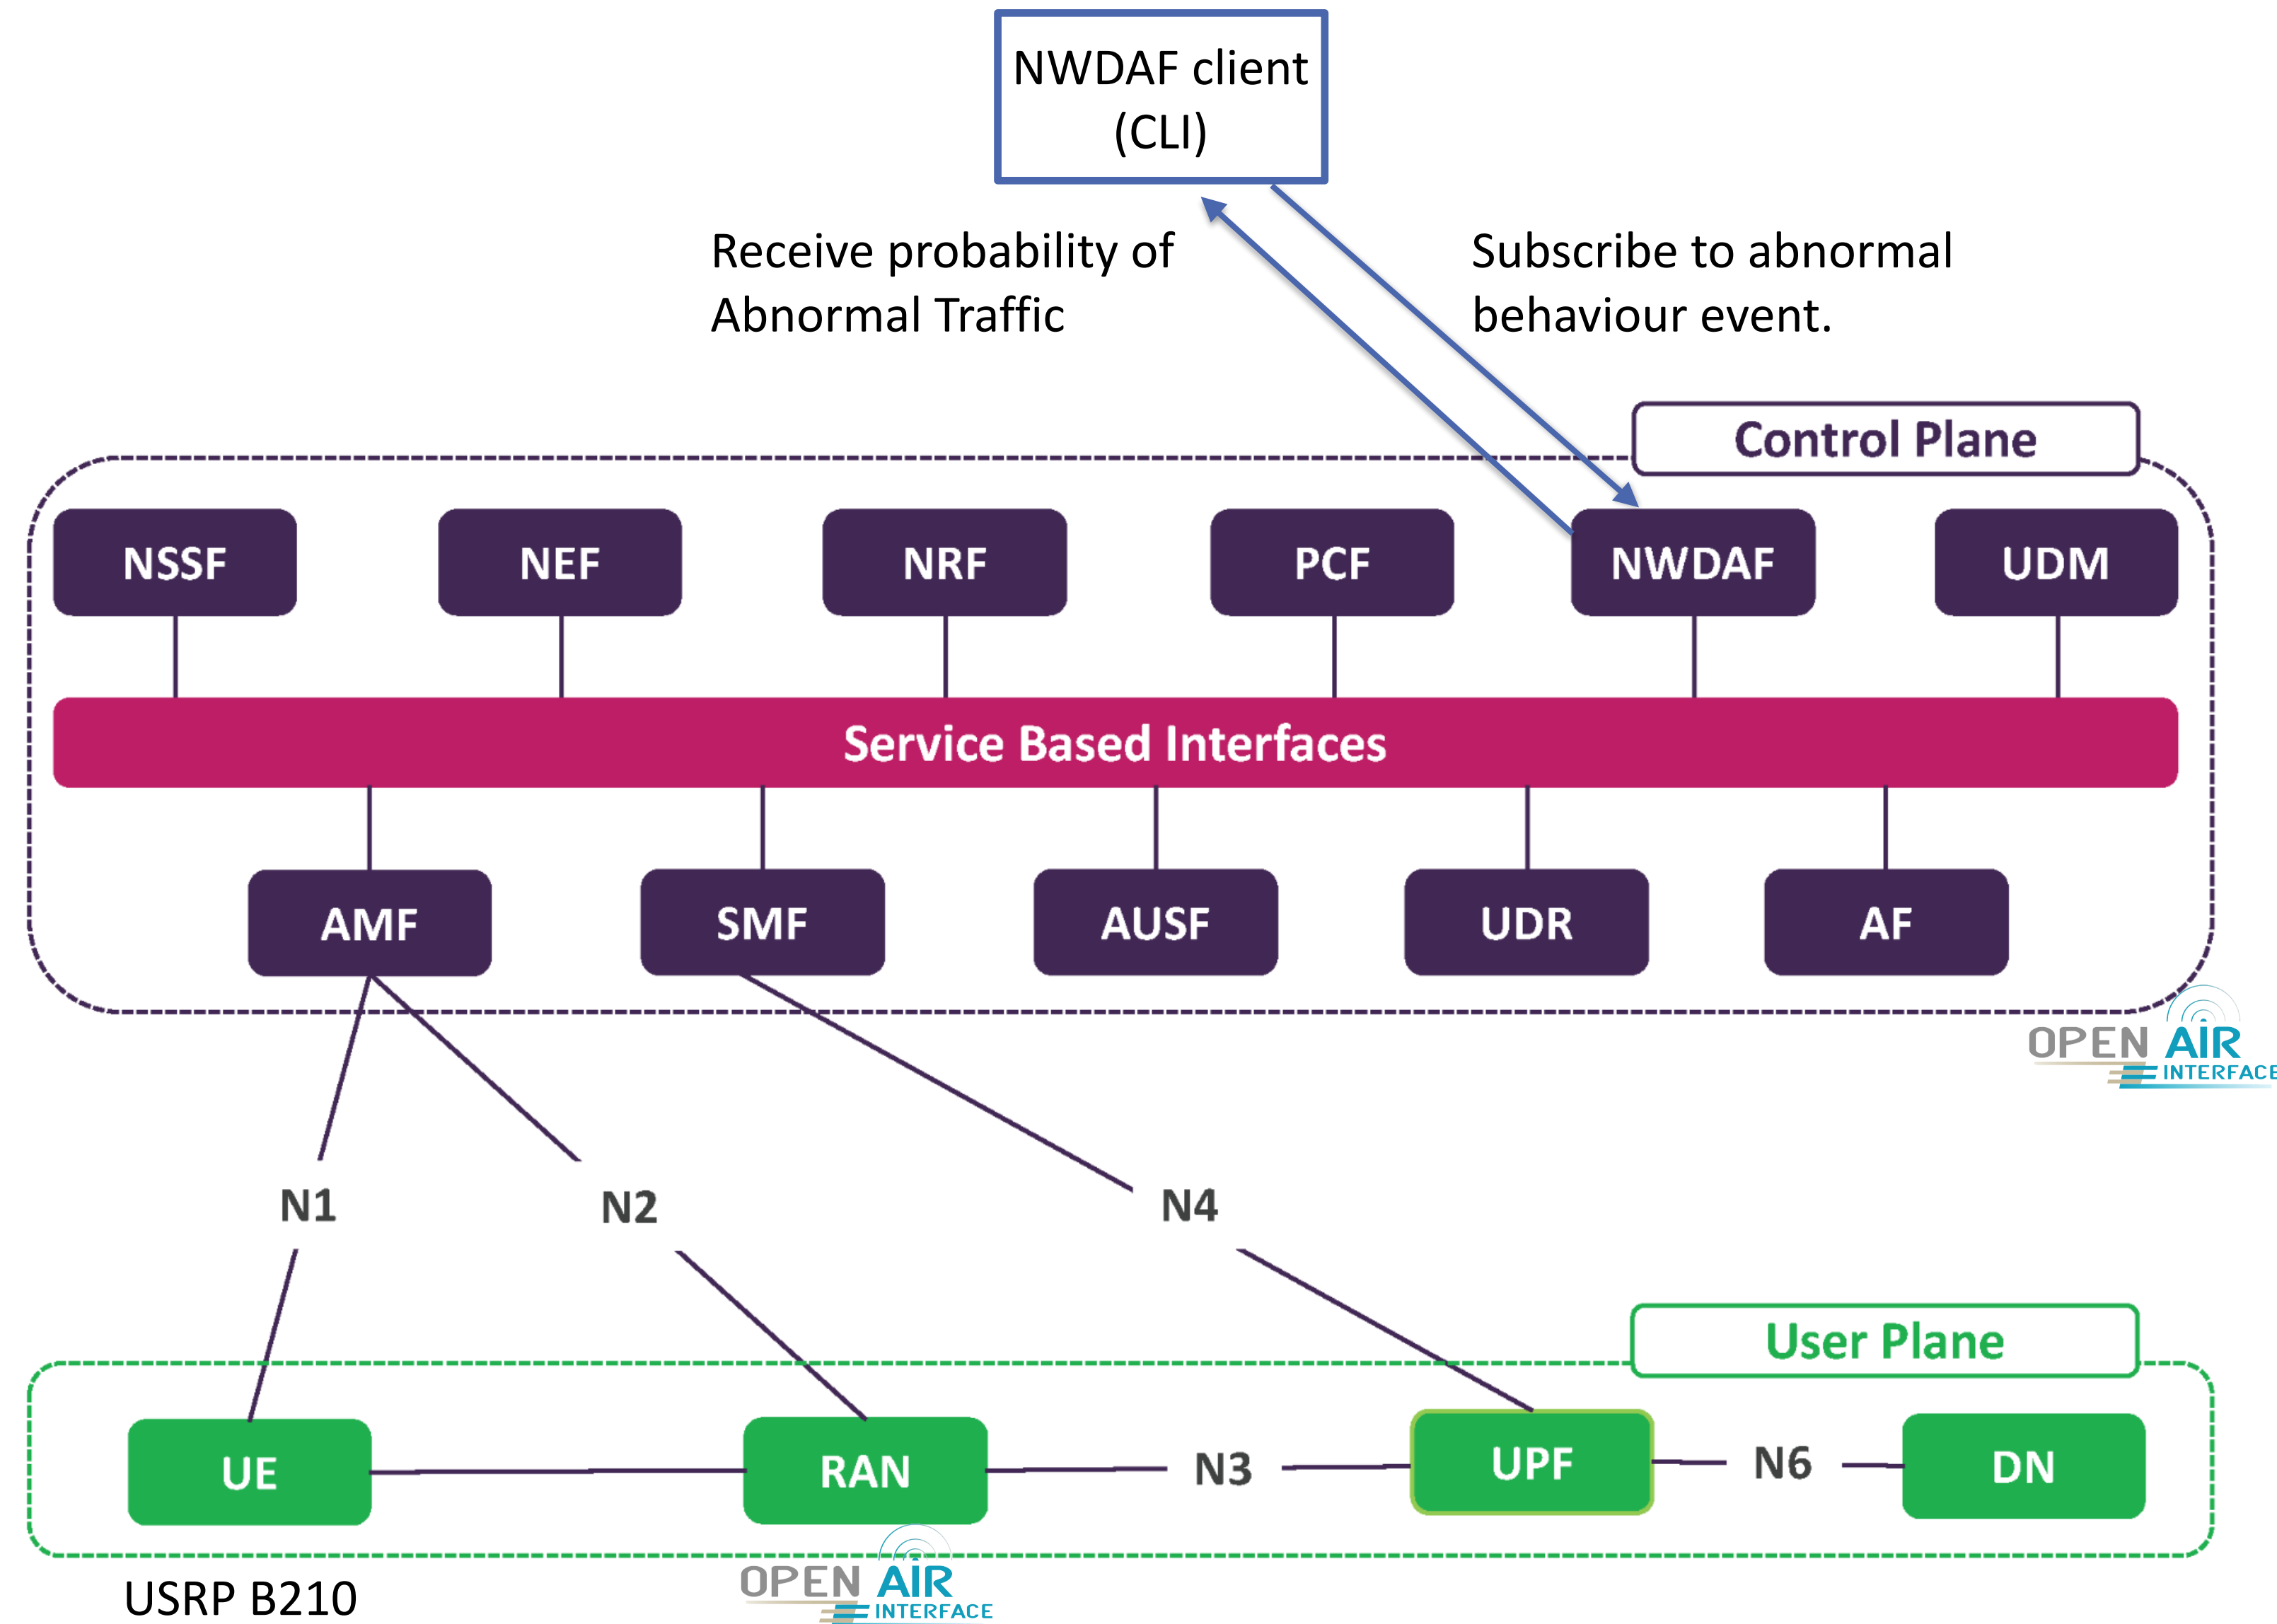 NWDAF client
(CLI)
Receive probability of
Abnormal Traffic
Subscribe to abnormal
behaviour event.
Control Plane
NSSF
NEF
NRF
PCF
NWDAF
UDM
Service Based Interfaces
AMF
SMF
AUSF
UDR
AF
OPEN AIR
INTERFACE
N1
N2
N4
User Plane
UE
RAN
N3
UPF
N6
DN
USRP B210
OPEN AIR
INTERFACE